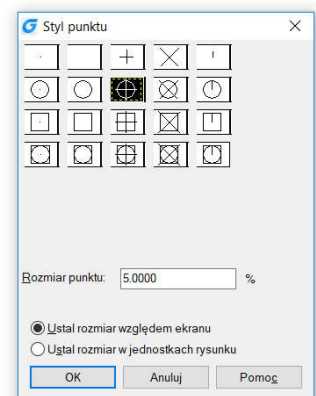 Styl punktu
Rozmiar punktu: 5.0000 %
Ustal rozmiar względem ekranu
Ustal rozmiar w jednostkach rysunku
OK Anuluj Pomoc